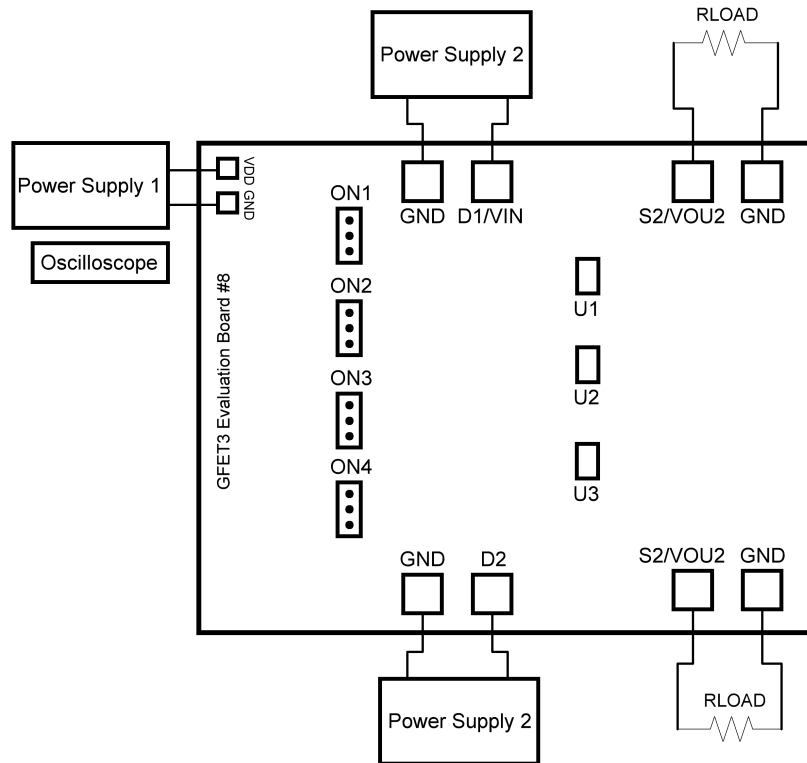 RLOAD
Power Supply 2
Power Supply 1
VDD
GND
ON1
GND
D1/VIN
S2/VOU2
GND
Oscilloscope
GFET3 Evaluation Board #8
ON2
U1
ON3
U2
ON4
U3
GND
D2
S2/VOU2
GND
Power Supply 2
RLOAD